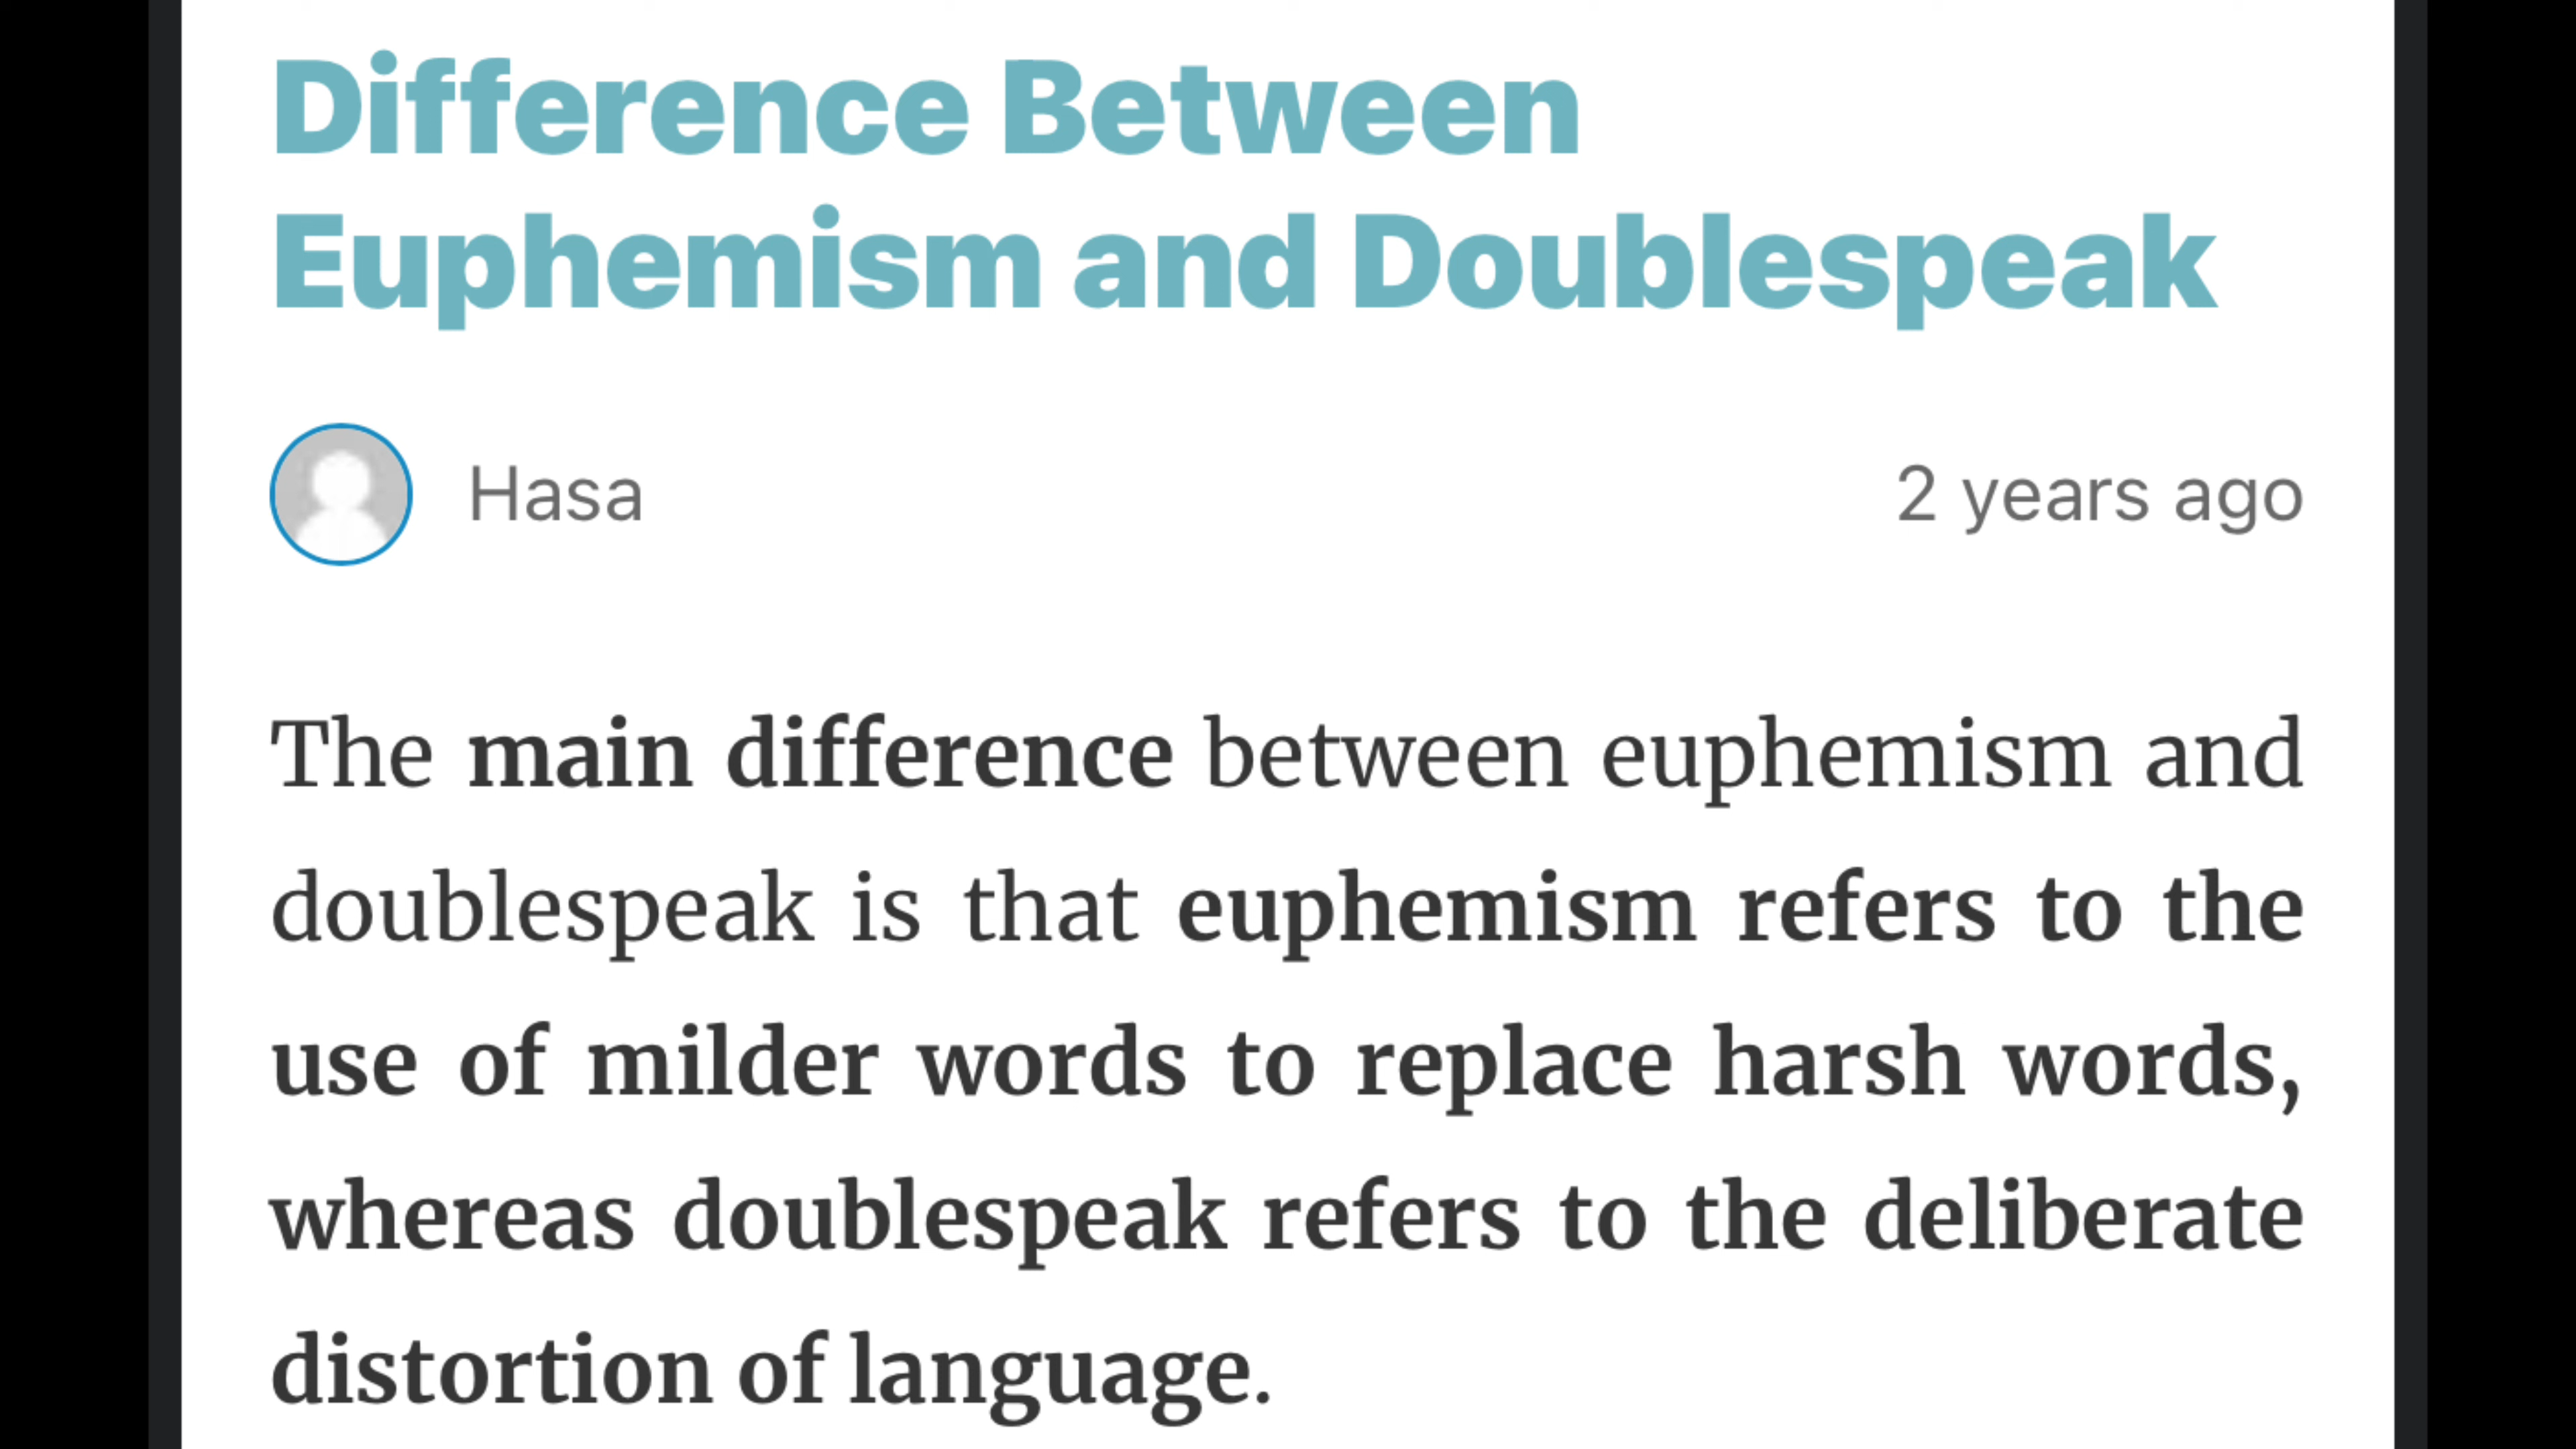 Difference Between
Euphemism and Doublespeak
Hasa
2 years ago
The main difference between euphemism and
doublespeak is that euphemism refers to the
use of milder words to replace harsh words,
whereas doublespeak refers to the deliberate
distortion of language.